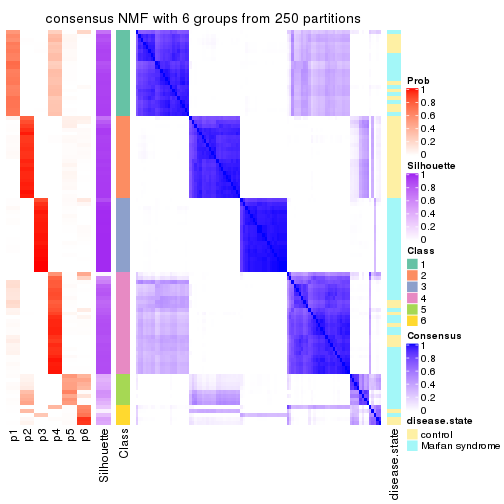 consensus NMF with 6 groups from 250 partitions
Prob
1
0.8
0.6
0.4
0.2
0
Silhouette
1
0.8
0.6
0.4
0.2
0
Class
1
2
3
4
5
6
Consensus
1
0.8
0.6
0.4
0.2
0
disease.state
control
Marfan syndrome
p1
p2
p3
p4
p5
p6
Silhouette
Class
disease.state